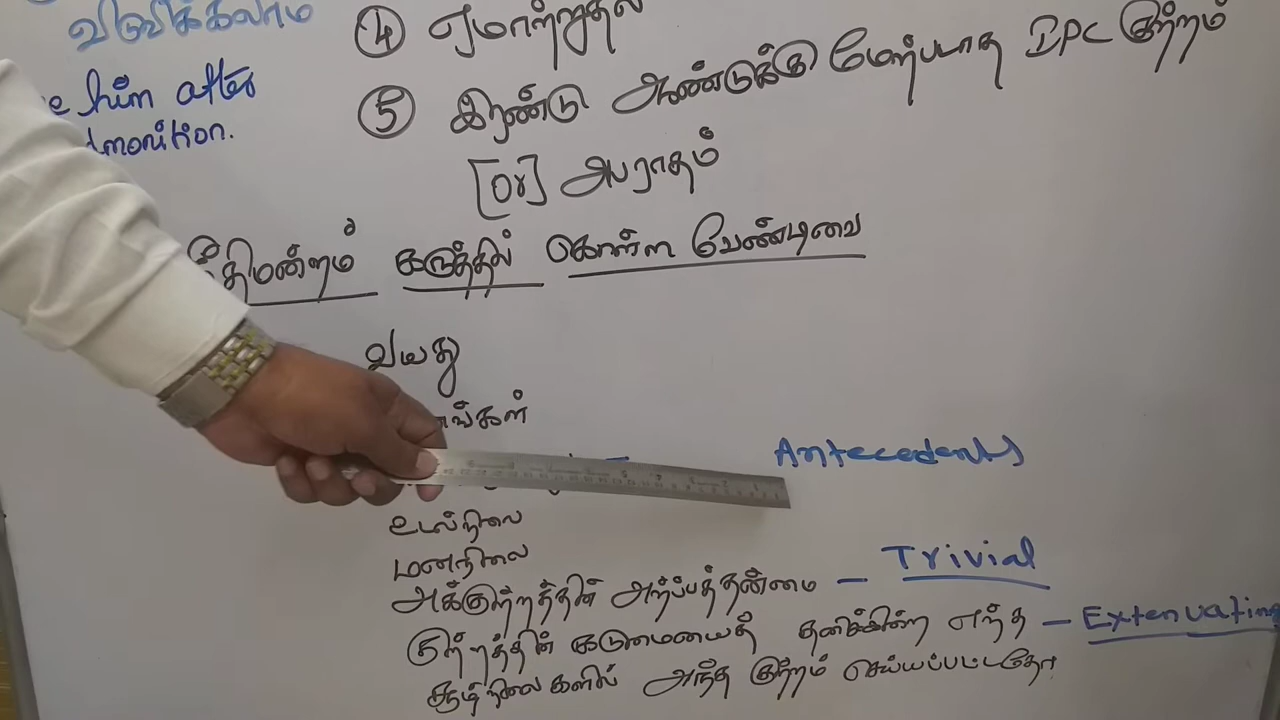 விடுவிக்கலாம்
him after
④ ஏமாற்றுதல்
⑤ இரண்டு ஆண்டுக்கு மேற்படாத IPC குற்றம்
[Or] அபராதம்
நீதிமன்றம் கருத்தில் கொள்ள வேண்டியவை
வயது
Antecedents
உடல்நிலை
மனநிலை
அக்குற்றத்தின் அற்பத்தன்மை – Trivial
குற்றத்தின் கடுமையைத் தணிக்கின்ற எந்த – Extenuating
சூழ்நிலைகளில் அந்த குற்றம் செய்யப்பட்டதோ